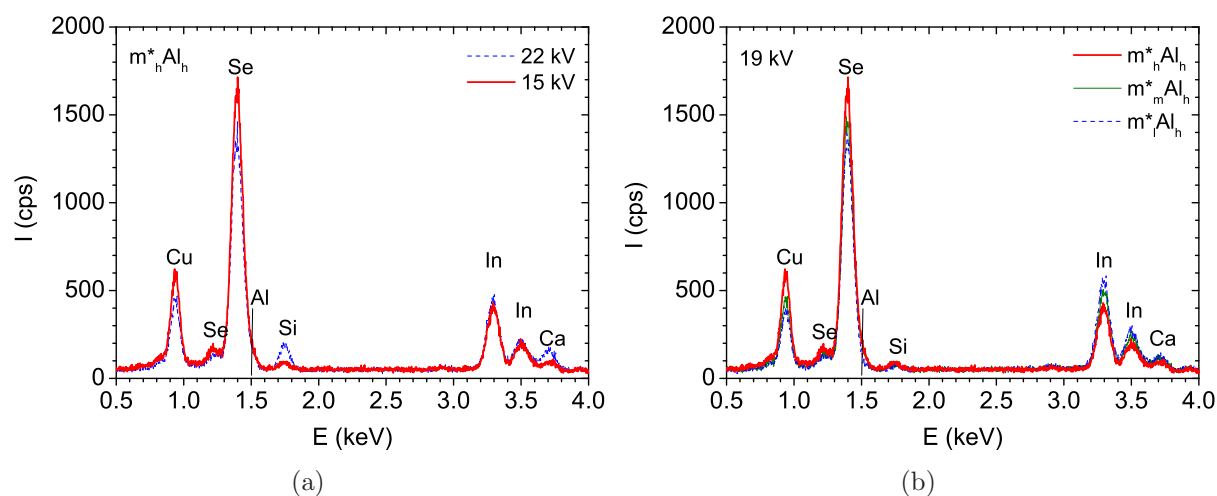 m*hAlh
22 kV
15 kV
2000
1500
1000
500
0
I (cps)
Cu
Se
Se
Al
Si
In
In
Ca
0.5 1.0 1.5 2.0 2.5 3.0 3.5 4.0
E (keV)
(a)
19 kV
m*hAlh
m*mAlh
m*lAlh
2000
1500
1000
500
0
I (cps)
Cu
Se
Se
Al
Si
In
In
Ca
0.5 1.0 1.5 2.0 2.5 3.0 3.5 4.0
E (keV)
(b)